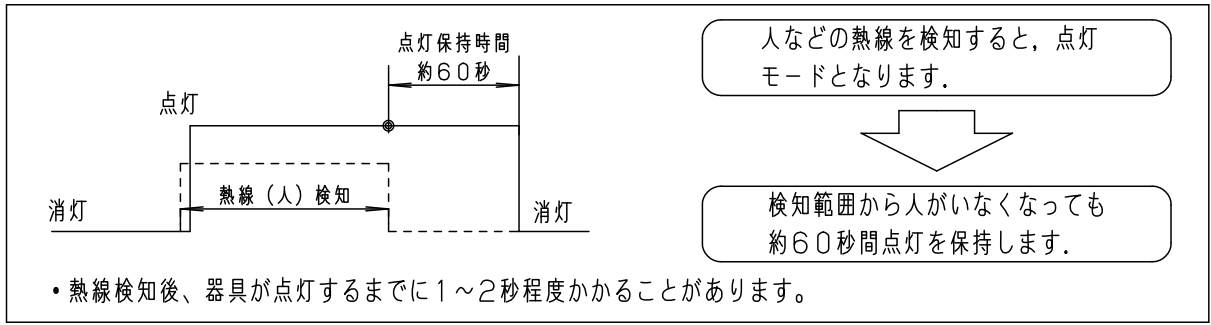 点灯保持時間
約60秒
点灯
熱線（人）検知
消灯
消灯
人などの熱線を検知すると，点灯
モードとなります．
検知範囲から人がいなくなっても
約６０秒間点灯を保持します．
・熱線検知後、器具が点灯するまでに１～２秒程度かかることがあります。